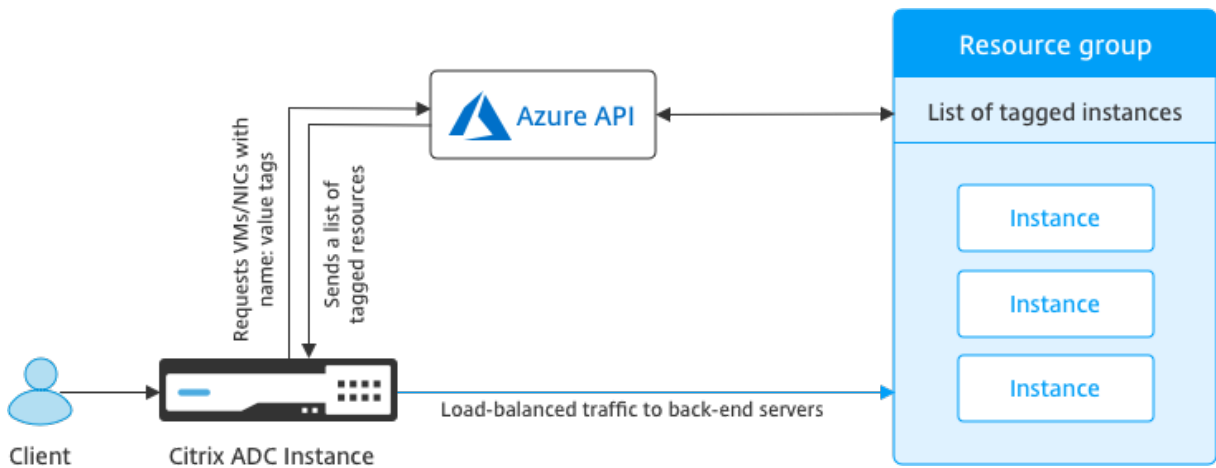 Resource group
List of tagged instances
Azure API
Requests VMs/NICs with
name: value tags
Sends a list of
tagged resources
Instance
Instance
Instance
Load-balanced traffic to back-end servers
Client
Citrix ADC Instance